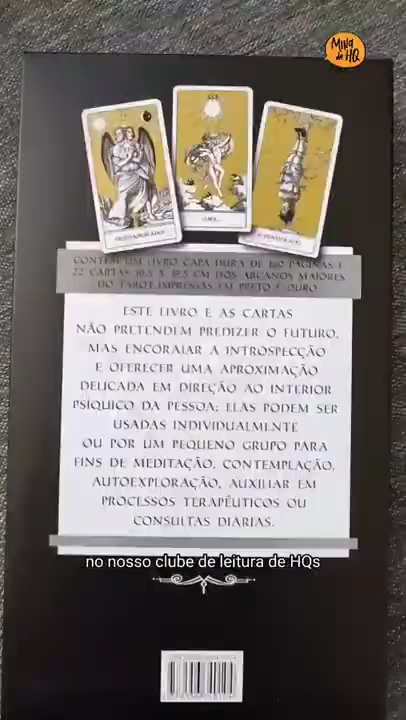 Mina
de HQ
CONTÉM UM LIVRO CAPA DURA DE 160 PÁGINAS E
22 CARTAS 10,5 X 19,5 CM DOS ARCANOS MAIORES
DO TAROT IMPRESSAS EM PRETO E OURO
ESTE LIVRO E AS CARTAS
NÃO PRETENDEM PREDIZER O FUTURO,
MAS ENCORAJAR A INTROSPECÇÃO
E OFERECER UMA APROXIMAÇÃO
DELICADA EM DIREÇÃO AO INTERIOR
PSÍQUICO DA PESSOA; ELAS PODEM SER
USADAS INDIVIDUALMENTE
OU POR UM PEQUENO GRUPO PARA
FINS DE MEDITAÇÃO, CONTEMPLAÇÃO,
AUTOEXPLORAÇÃO, AUXILIAR EM
PROCESSOS TERAPÊUTICOS OU
CONSULTAS DIARIAS.
no nosso clube de leitura de HQs